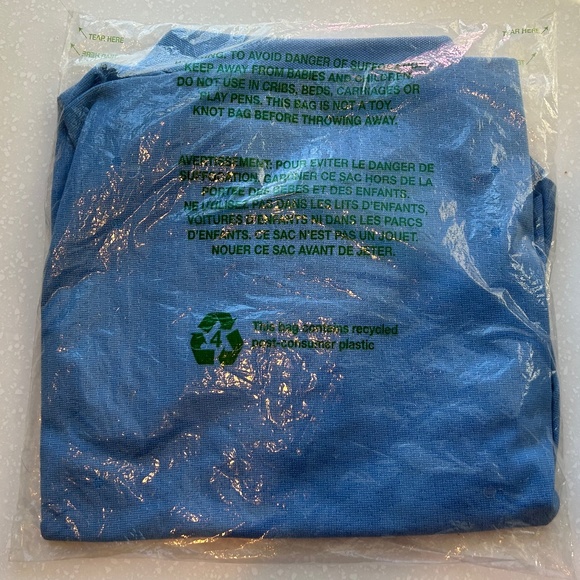 TEAR HERE
TEAR HERE
TO AVOID DANGER OF
KEEP AWAY FROM BABIES AND CHILDREN.
DO NOT USE IN CRIBS, BEDS, CARRIAGES OR
PLAY PENS. THIS BAG IS NOT A TOY.
KNOT BAG BEFORE THROWING AWAY.
AVERTISSEMENT: POUR EVITER LE DANGER DE
SUFFOCATION, GARDER CE SAC HORS DE LA
PORTEE DES BEBES ET DES ENFANTS.
NE L'UTILISEZ PAS DANS LES LITS D'ENFANTS,
VOITURES D'ENFANTS NI DANS LES PARCS
D'ENFANTS. CE SAC N'EST PAS UN JOUET.
NOUER CE SAC AVANT DE JETER.
4
This bag contains recycled
post-consumer plastic